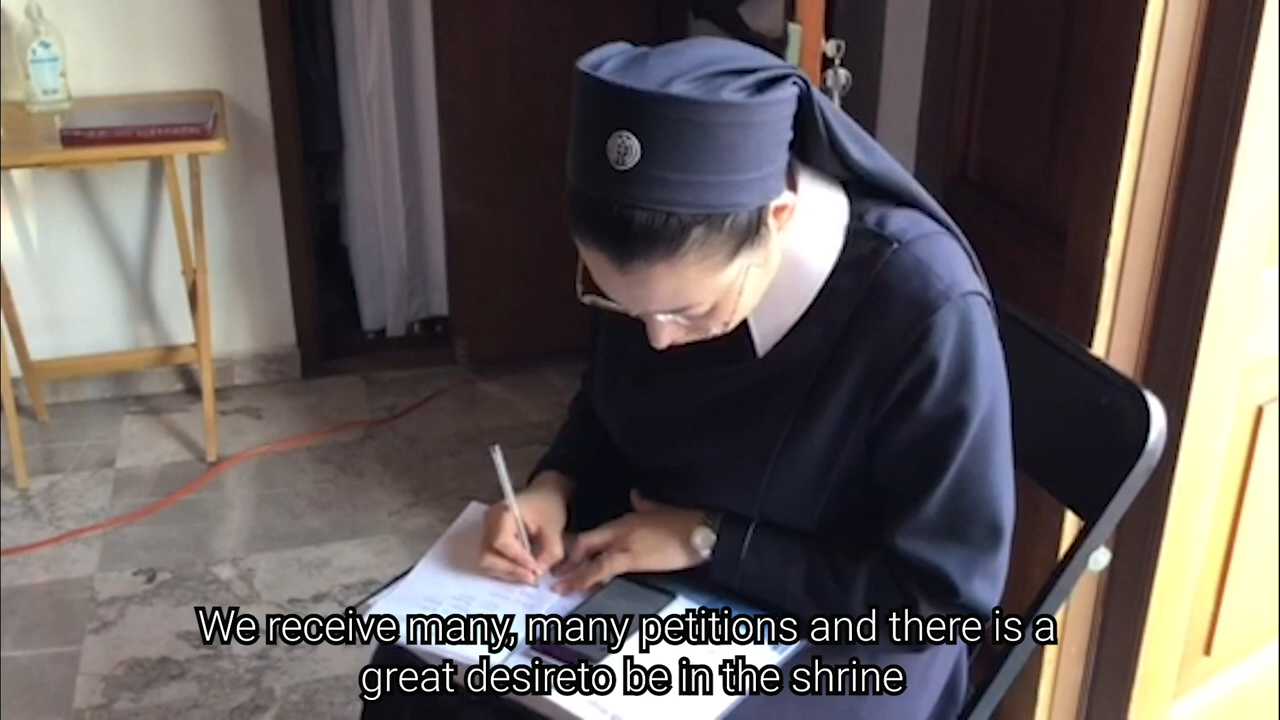 We receive many, many petitions and there is a
great desireto be in the shrine